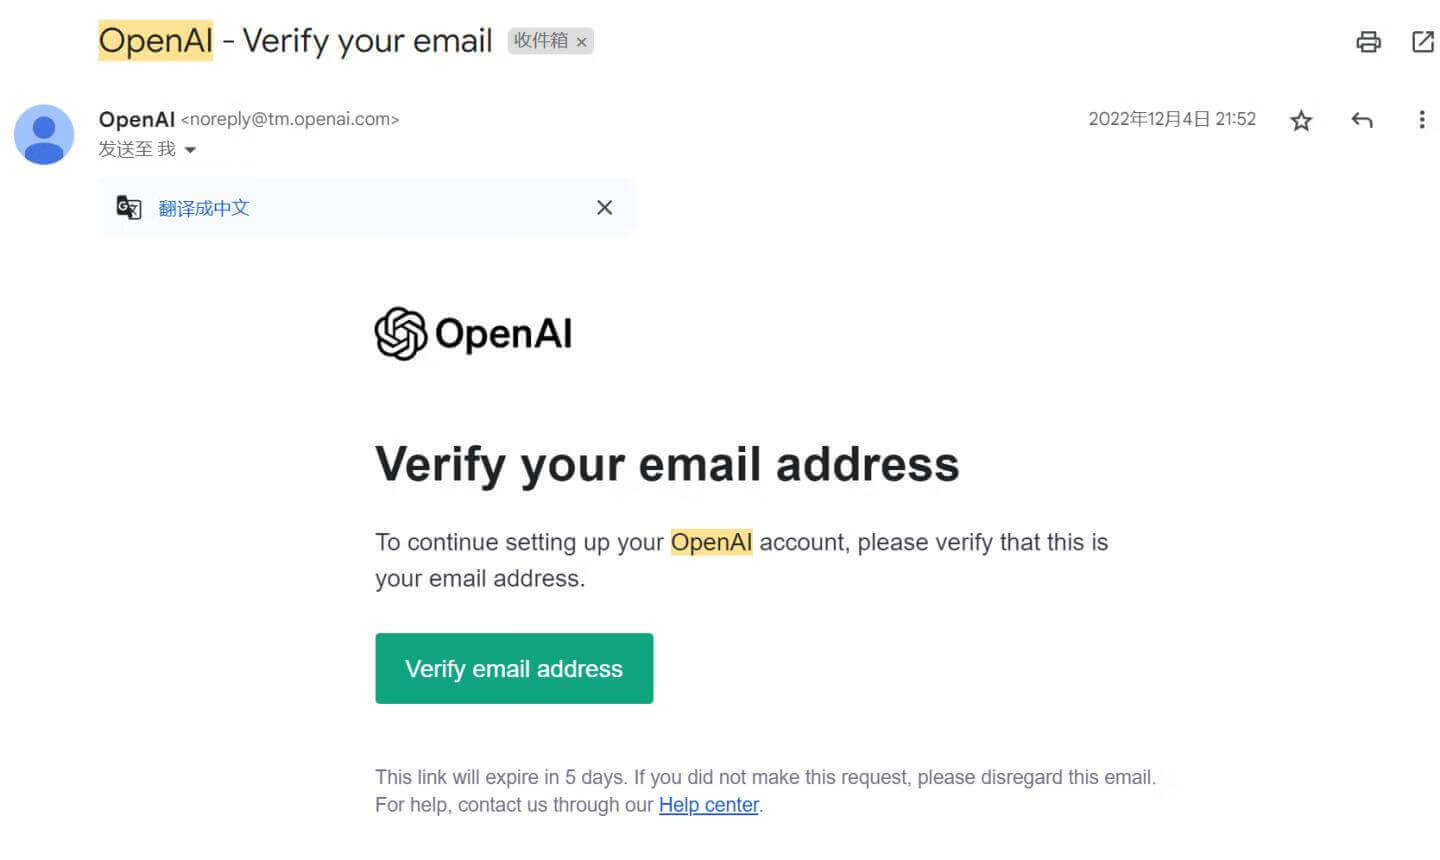 OpenAI - Verify your email 收件箱 ×
OpenAI <noreply@tm.openai.com> 2022年12月4日 21:52
发送至 我
翻译成中文
OpenAI
Verify your email address
To continue setting up your OpenAI account, please verify that this is
your email address.
Verify email address
This link will expire in 5 days. If you did not make this request, please disregard this email.
For help, contact us through our Help center.